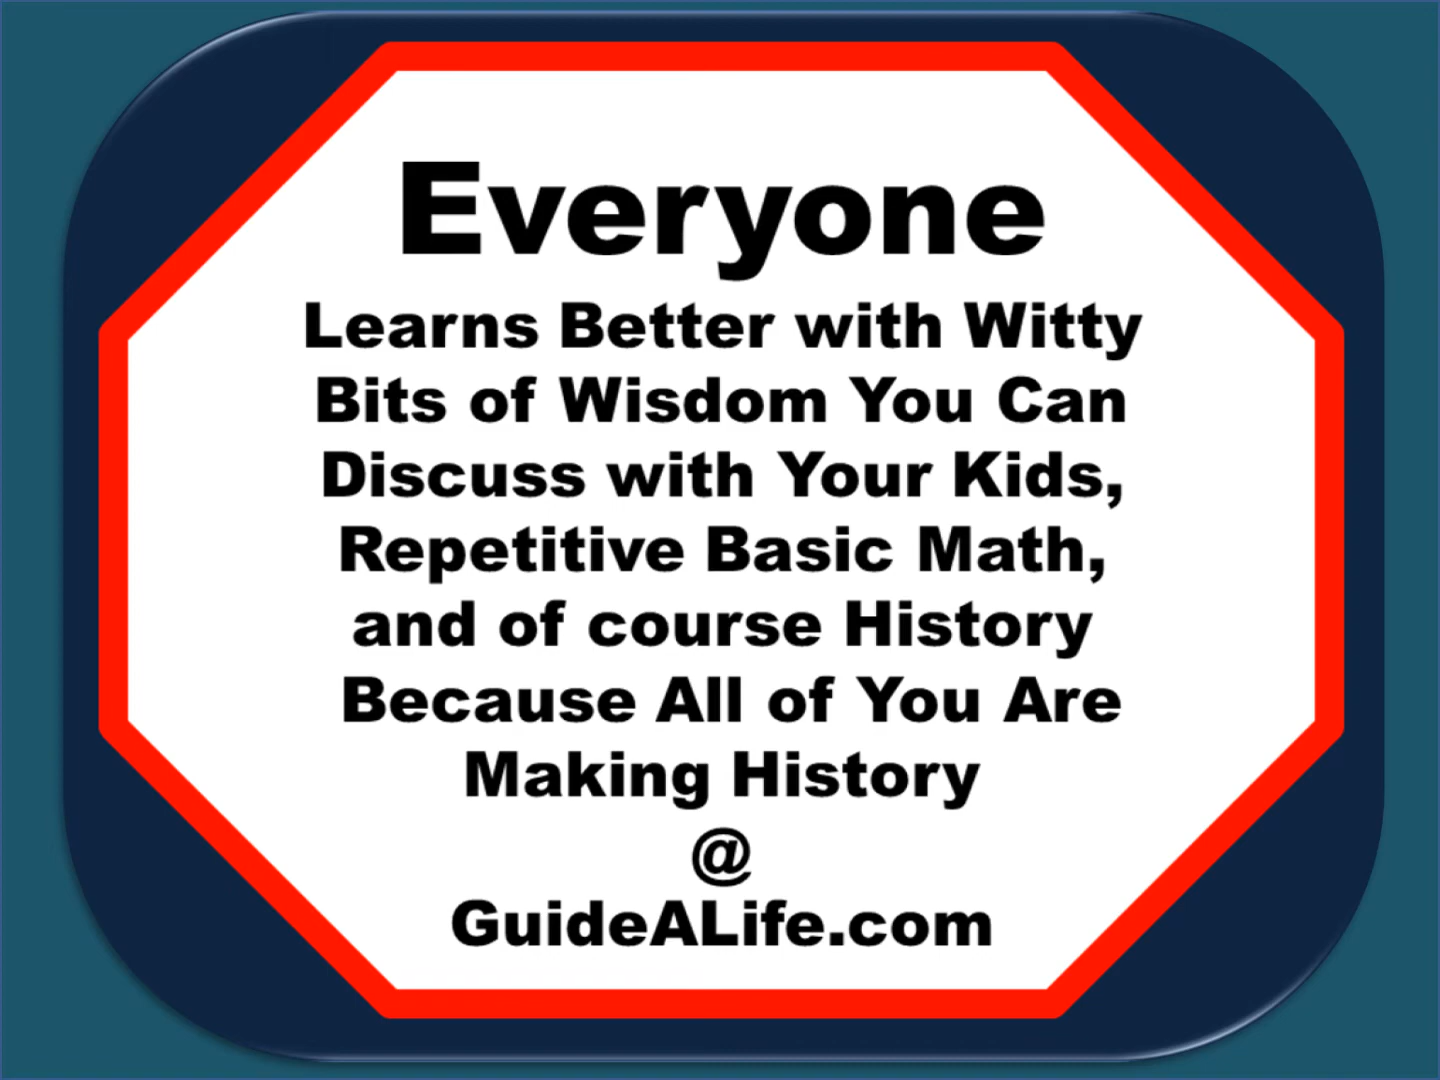 Everyone
Learns Better with Witty
Bits of Wisdom You Can
Discuss with Your Kids,
Repetitive Basic Math,
and of course History
Because All of You Are
Making History
@
GuideALife.com